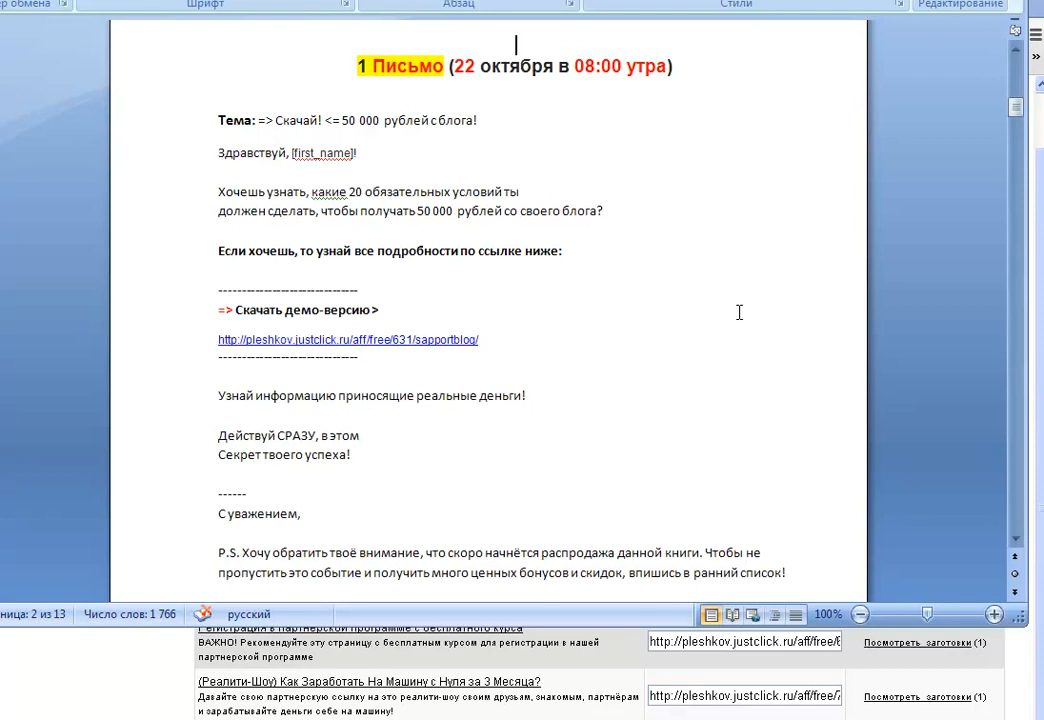 Шрифт Абзац Стили Редактирование
1 Письмо (22 октября в 08:00 утра)
Тема: => Скачай! <= 50 000 рублей с блога!
Здравствуй, [first_name]!
Хочешь узнать, какие 20 обязательных условий ты
должен сделать, чтобы получать 50 000 рублей со своего блога?
Если хочешь, то узнай все подробности по ссылке ниже:
-------------------------------
=> Скачать демо-версию >
http://pleshkov.justclick.ru/aff/free/631/sapportblog/
-------------------------------
Узнай информацию приносящие реальные деньги!
Действуй СРАЗУ, в этом
Секрет твоего успеха!
------
С уважением,
P.S. Хочу обратить твоё внимание, что скоро начнётся распродажа данной книги. Чтобы не
пропустить это событие и получить много ценных бонусов и скидок, впишись в ранний список!
ница: 2 из 13 Число слов: 1 766 русский 100%
Регистрация в партнерской программе с бесплатного курса
ВАЖНО! Рекомендуйте эту страницу с бесплатным курсом для регистрации в нашей
партнерской программе
http://pleshkov.justclick.ru/aff/free/ Посмотреть заготовки (1)
(Реалити-Шоу) Как Заработать На Машину с Нуля за 3 Месяца?
Давайте свою партнерскую ссылку на это реалити-шоу своим друзьям, знакомым, партнёрам
и зарабатывайте деньги себе на машину!
http://pleshkov.justclick.ru/aff/free/ Посмотреть заготовки (1)